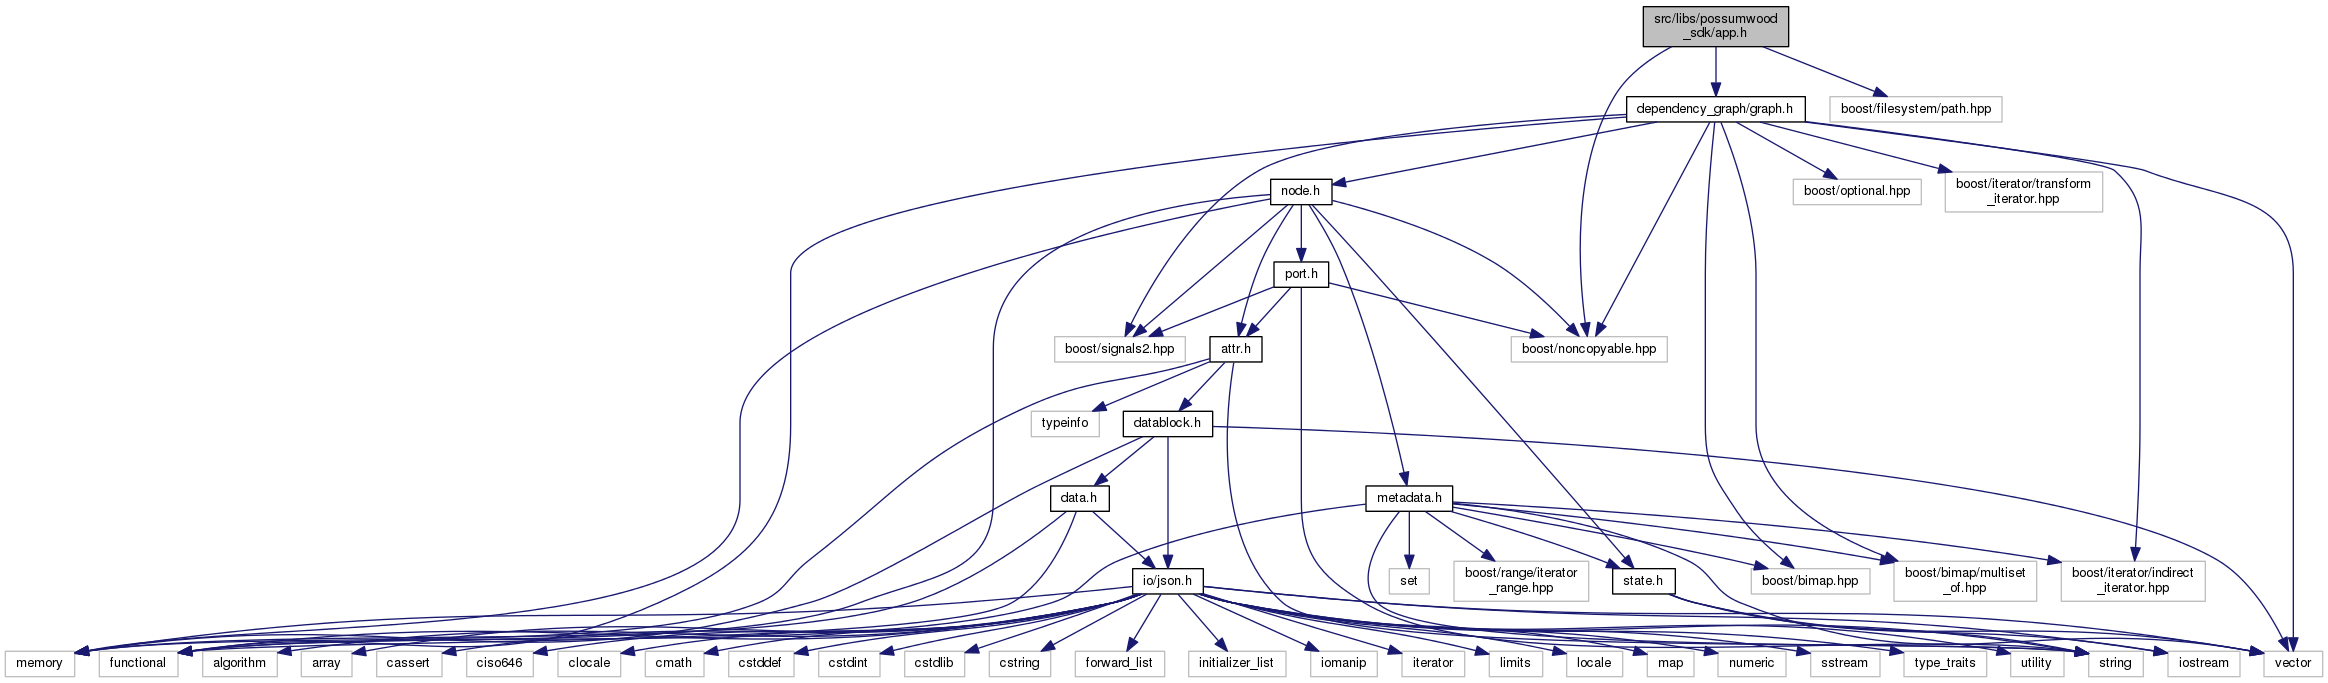 src/libs/possumwood
_sdk/app.h
dependency_graph/graph.h
boost/filesystem/path.hpp
node.h
boost/optional.hpp
boost/iterator/transform
_iterator.hpp
port.h
boost/signals2.hpp
attr.h
boost/noncopyable.hpp
typeinfo
datablock.h
data.h
metadata.h
io/json.h
set
boost/range/iterator
_range.hpp
state.h
boost/bimap.hpp
boost/bimap/multiset
_of.hpp
boost/iterator/indirect
_iterator.hpp
memory
functional
algorithm
array
cassert
ciso646
clocale
cmath
cstddef
cstdint
cstdlib
cstring
forward_list
initializer_list
iomanip
iterator
limits
locale
map
numeric
sstream
type_traits
utility
string
iostream
vector